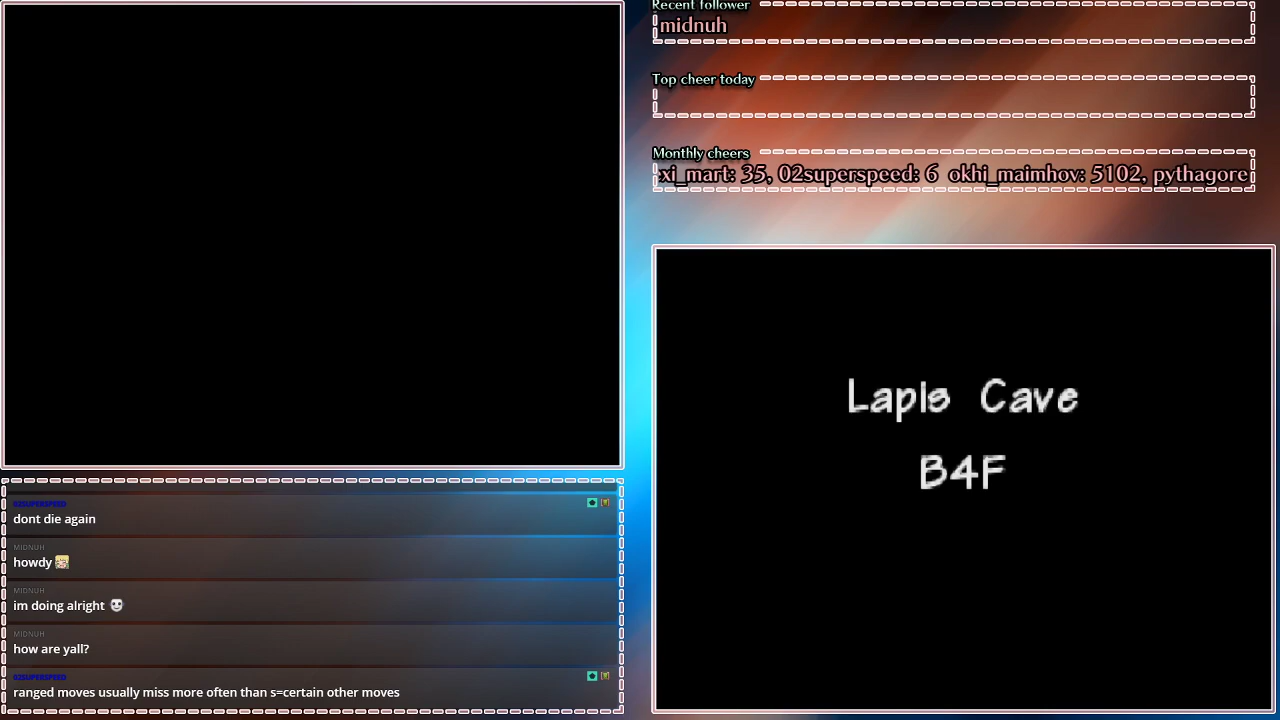 Recent follower
midnuh
Top cheer today
Monthly cheers
xi_mart: 35, 02superspeed: 6 okhi_maimhov: 5102, pythagore
Lapis Cave
B4F
02SUPERSPEED
dont die again
MIDNUH
howdy
MIDNUH
im doing alright
MIDNUH
how are yall?
02SUPERSPEED
ranged moves usually miss more often than s=certain other moves